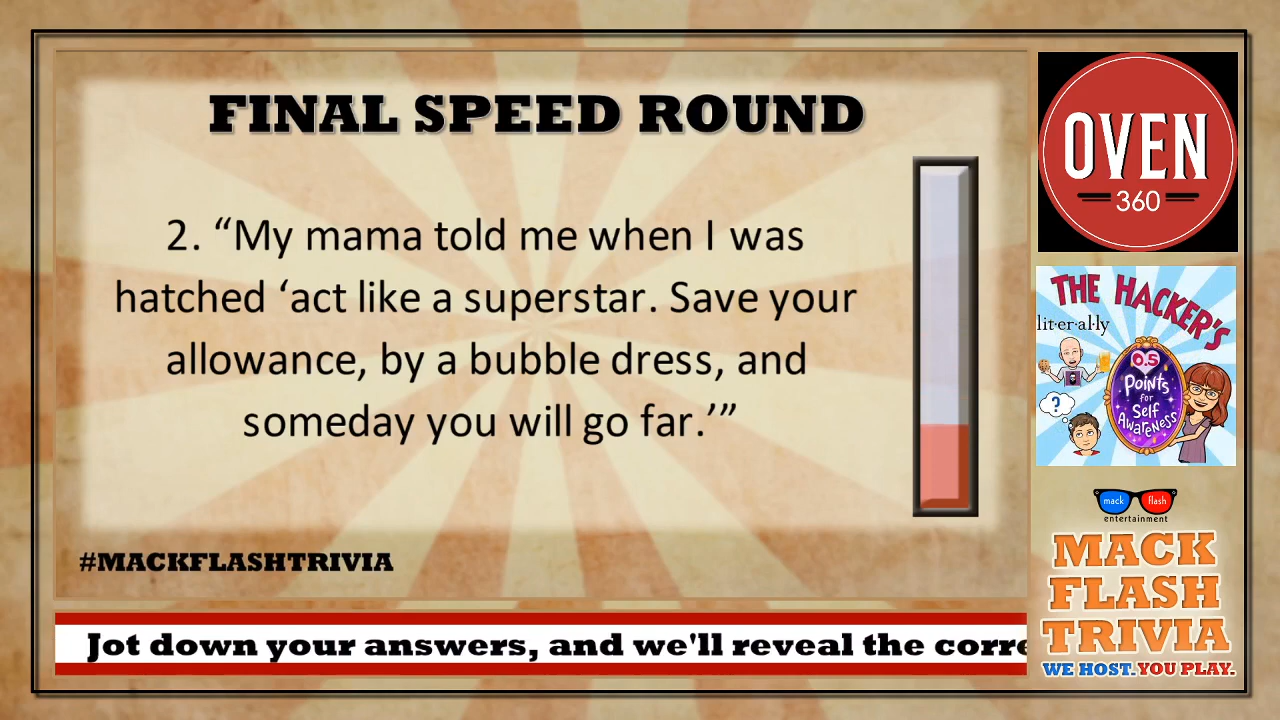 FINAL SPEED ROUND
2. “My mama told me when I was
hatched ‘act like a superstar. Save your
allowance, by a bubble dress, and
someday you will go far.’”
#MACKFLASHTRIVIA
Jot down your answers, and we'll reveal the corre
OVEN
360
THE HACKER'S
lit·er·al·ly
0.5
Points
for
Self
Awareness
?
mack flash
entertainment
MACK
FLASH
TRIVIA
WE HOST. YOU PLAY.